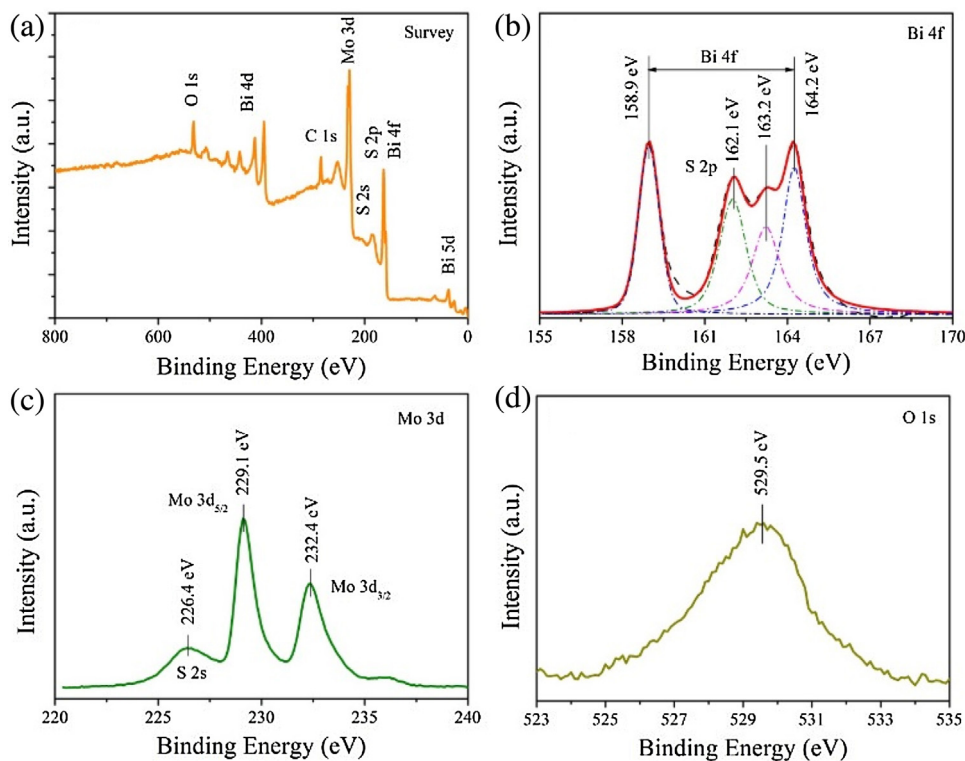 (a)
Survey
Mo 3d
O 1s
Bi 4d
C 1s
S 2p
Bi 4f
S 2s
Bi 5d
Intensity (a.u.)
800 600 400 200 0
Binding Energy (eV)
(b)
Bi 4f
Bi 4f
158.9 eV
S 2p
162.1 eV
163.2 eV
164.2 eV
Intensity (a.u.)
155 158 161 164 167 170
Binding Energy (eV)
(c)
Mo 3d
229.1 eV
Mo 3d5/2
232.4 eV
226.4 eV
Mo 3d3/2
S 2s
Intensity (a.u.)
220 225 230 235 240
Binding Energy (eV)
(d)
O 1s
529.5 eV
Intensity (a.u.)
523 525 527 529 531 533 535
Binding Energy (eV)